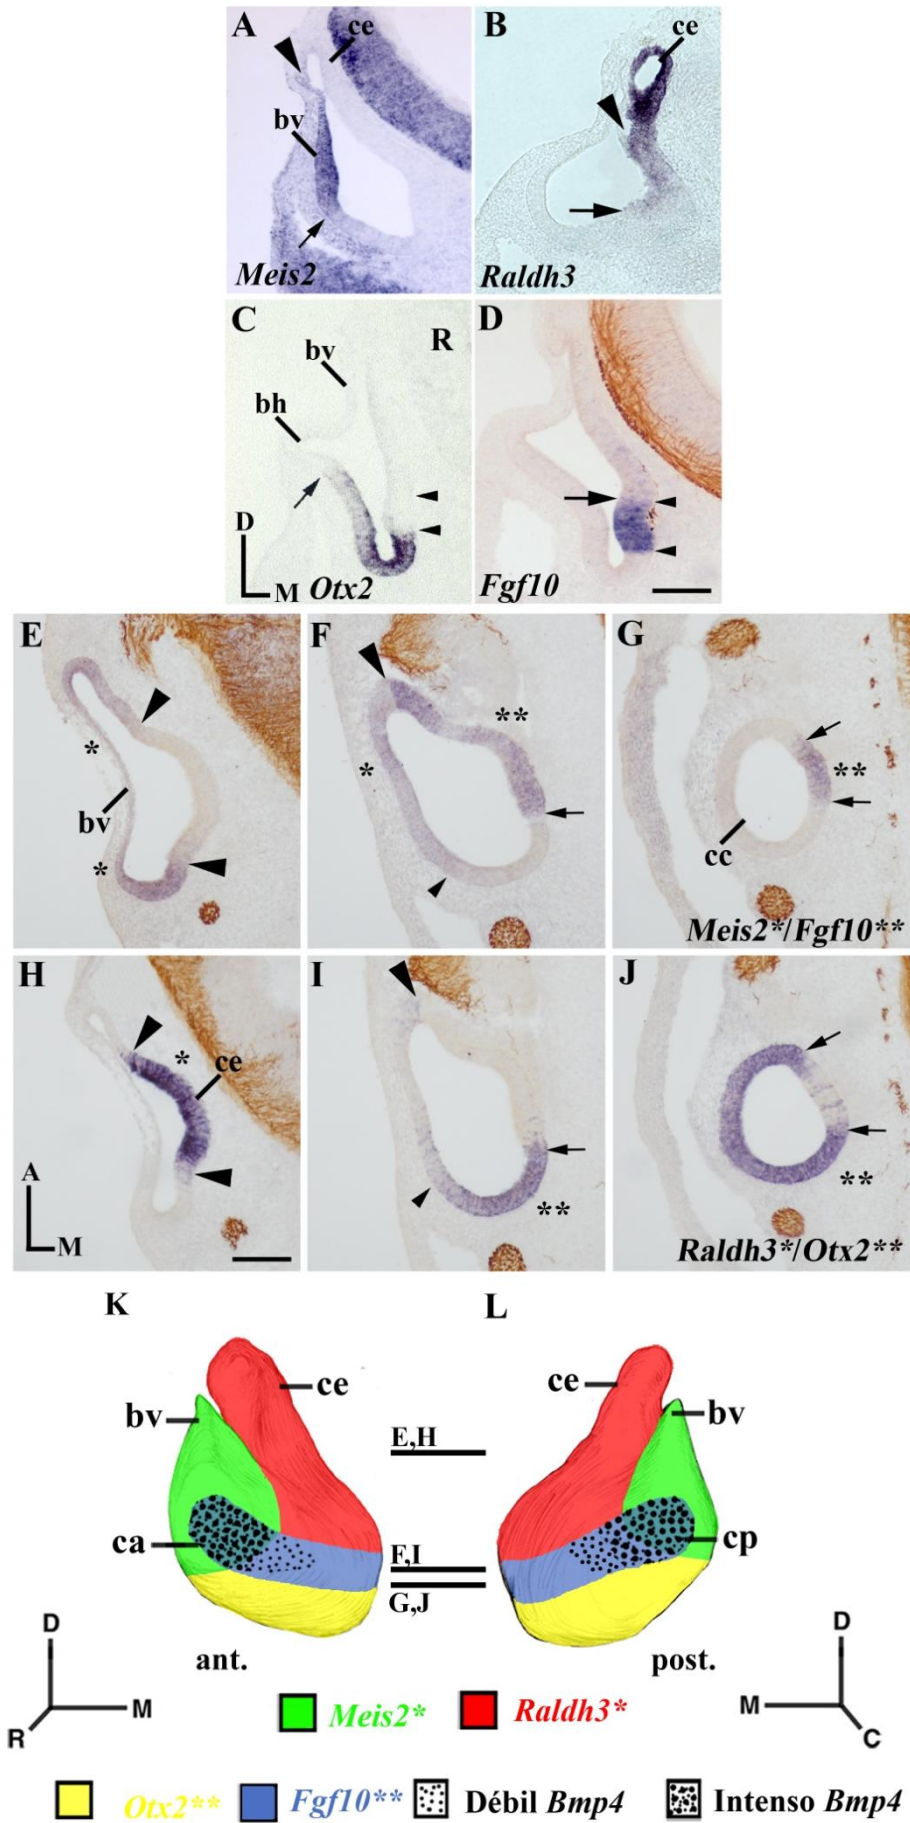 A
ce
bv
Meis2
B
ce
Raldh3
C
R
bv
bh
D
M
Otx2
D
Fgf10
E
*
bv
*
F
**
*
G
**
cc
Meis2*/Fgf10**
H
*
ce
A
M
I
**
J
**
Raldh3*/Otx2**
K
L
ce
ce
bv
bv
E,H
ca
F,I
cp
G,J
D
D
ant.
post.
M
M
R
C
Meis2*
Raldh3*
Otx2**
Fgf10**
Débil Bmp4
Intenso Bmp4